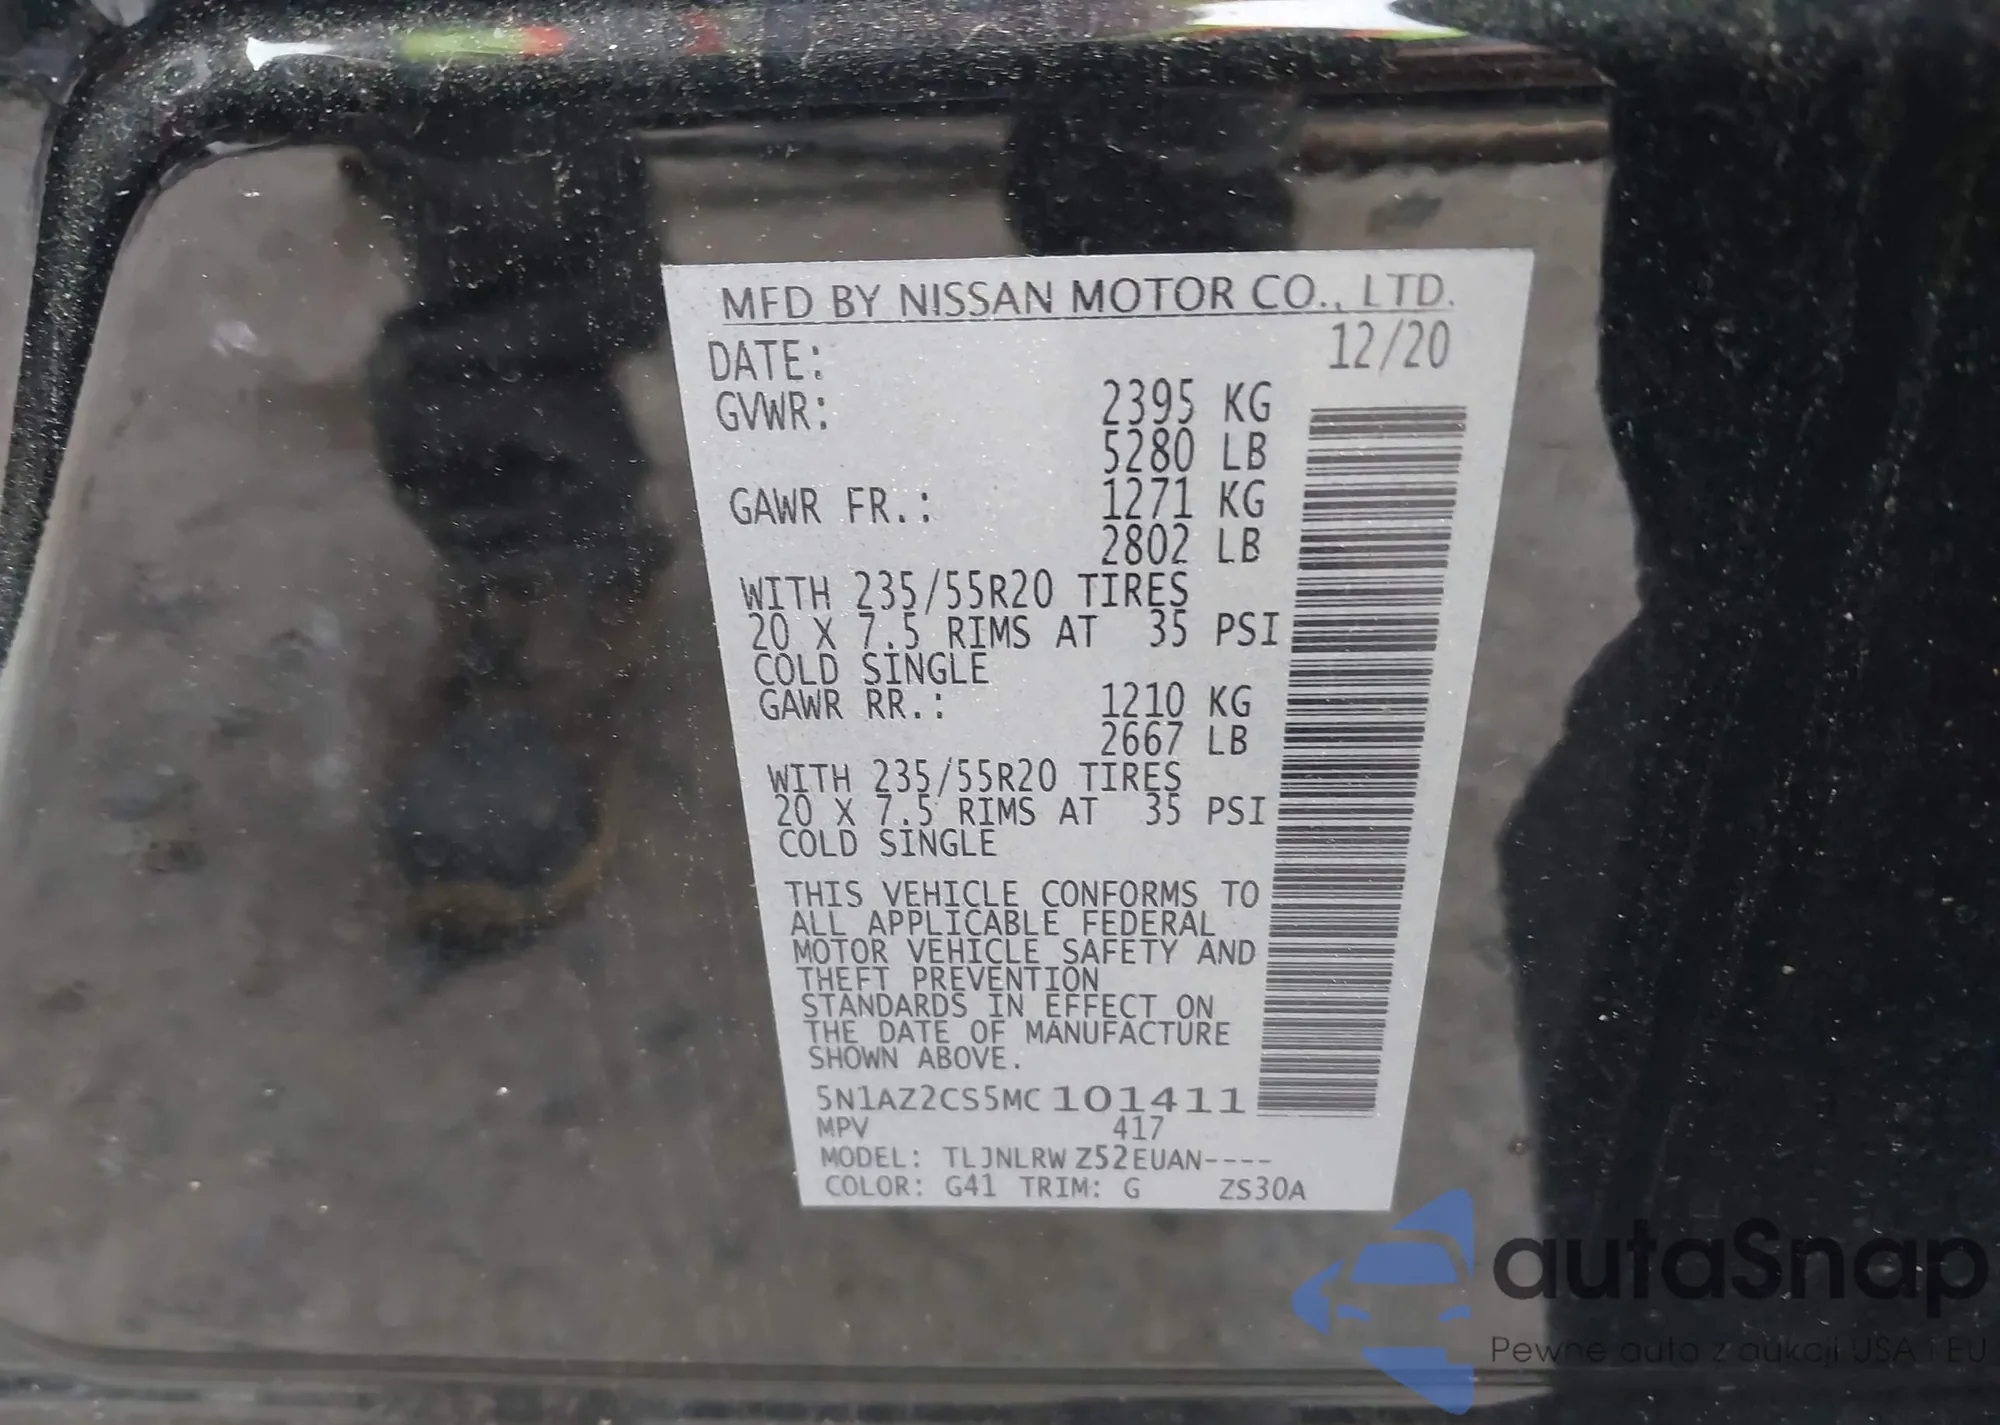 MFD BY NISSAN MOTOR CO., LTD.
DATE: 12/20
GVWR: 2395 KG
5280 LB
GAWR FR.: 1271 KG
2802 LB
WITH 235/55R20 TIRES
20 X 7.5 RIMS AT 35 PSI
COLD SINGLE
GAWR RR.: 1210 KG
2667 LB
WITH 235/55R20 TIRES
20 X 7.5 RIMS AT 35 PSI
COLD SINGLE
THIS VEHICLE CONFORMS TO
ALL APPLICABLE FEDERAL
MOTOR VEHICLE SAFETY AND
THEFT PREVENTION
STANDARDS IN EFFECT ON
THE DATE OF MANUFACTURE
SHOWN ABOVE.
5N1AZ2CS5MC101411
MPV 417
MODEL: TLJNLRW Z52EUAN----
COLOR: G41 TRIM: G ZS30A
autaSnap
Pewne auto z aukcji USA i EU